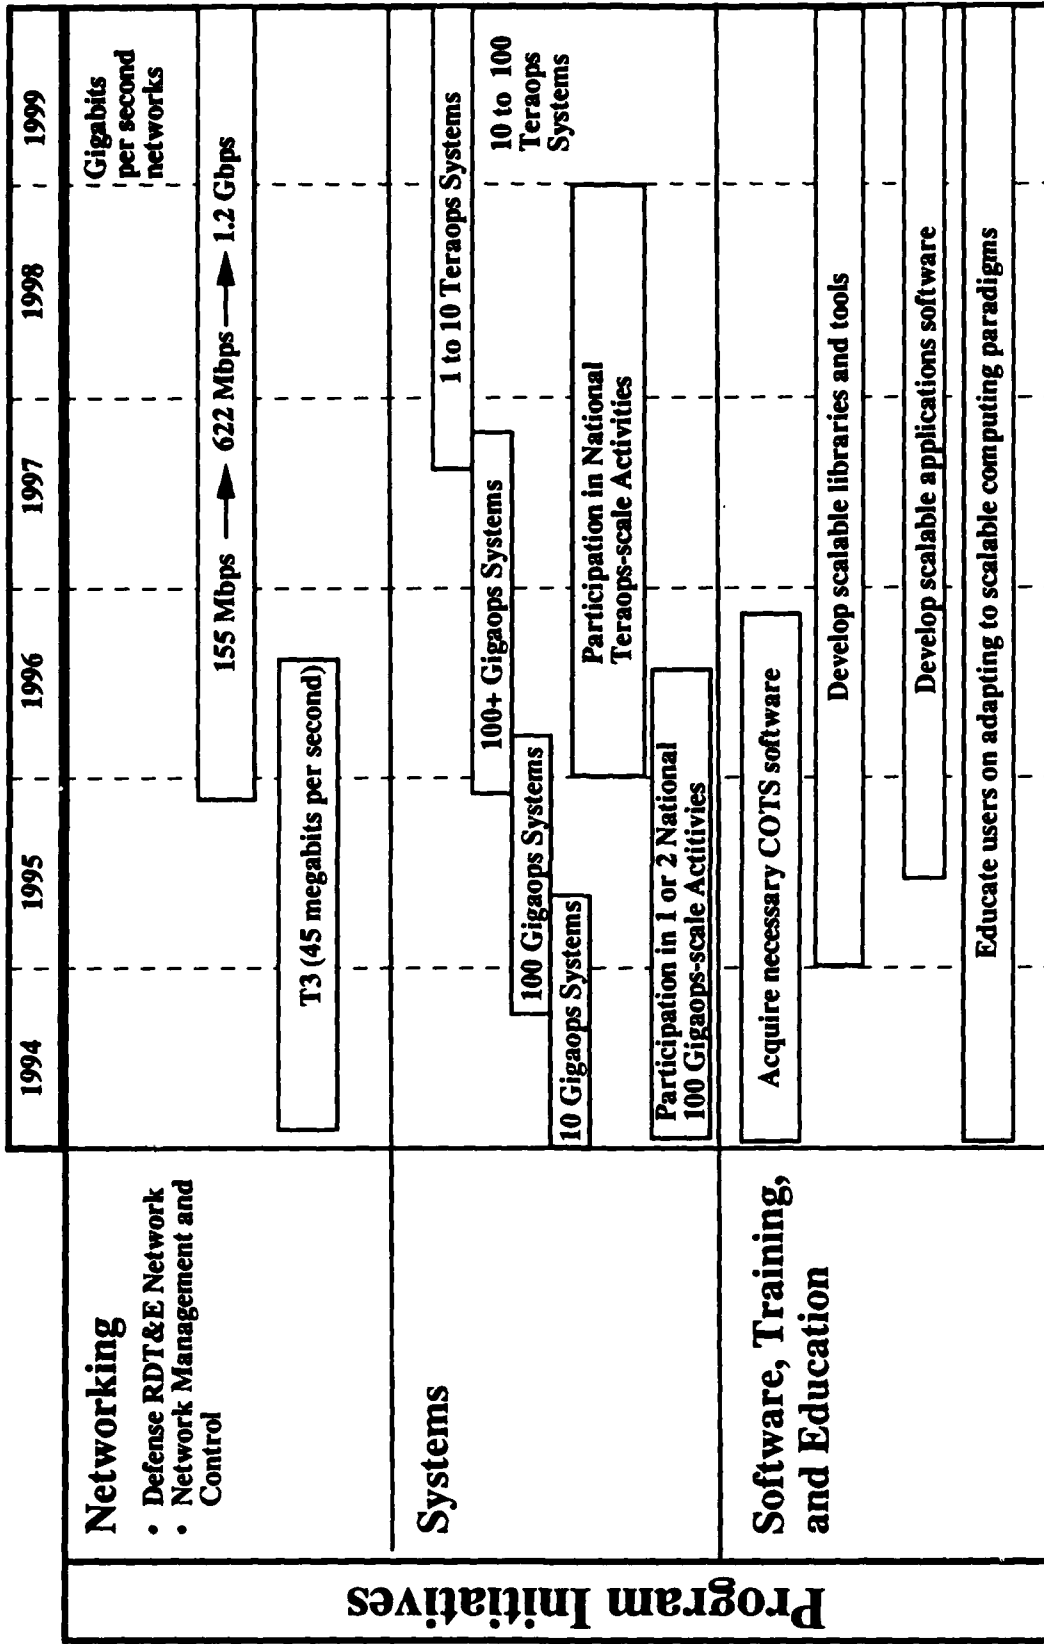 Program Initiatives
1994
1995
1996
1997
1998
1999
Networking
• Defense RDT&E Network
• Network Management and
Control
Gigabits
per second
networks
155 Mbps → 622 Mbps → 1.2 Gbps
T3 (45 megabits per second)
Systems
1 to 10 Teraops Systems
10 to 100
Teraops
Systems
100+ Gigaops Systems
100 Gigaops Systems
10 Gigaops Systems
Participation in National
Teraops-scale Activities
Participation in 1 or 2 National
100 Gigaops-scale Actitivies
Software, Training,
and Education
Acquire necessary COTS software
Develop scalable libraries and tools
Develop scalable applications software
Educate users on adapting to scalable computing paradigms